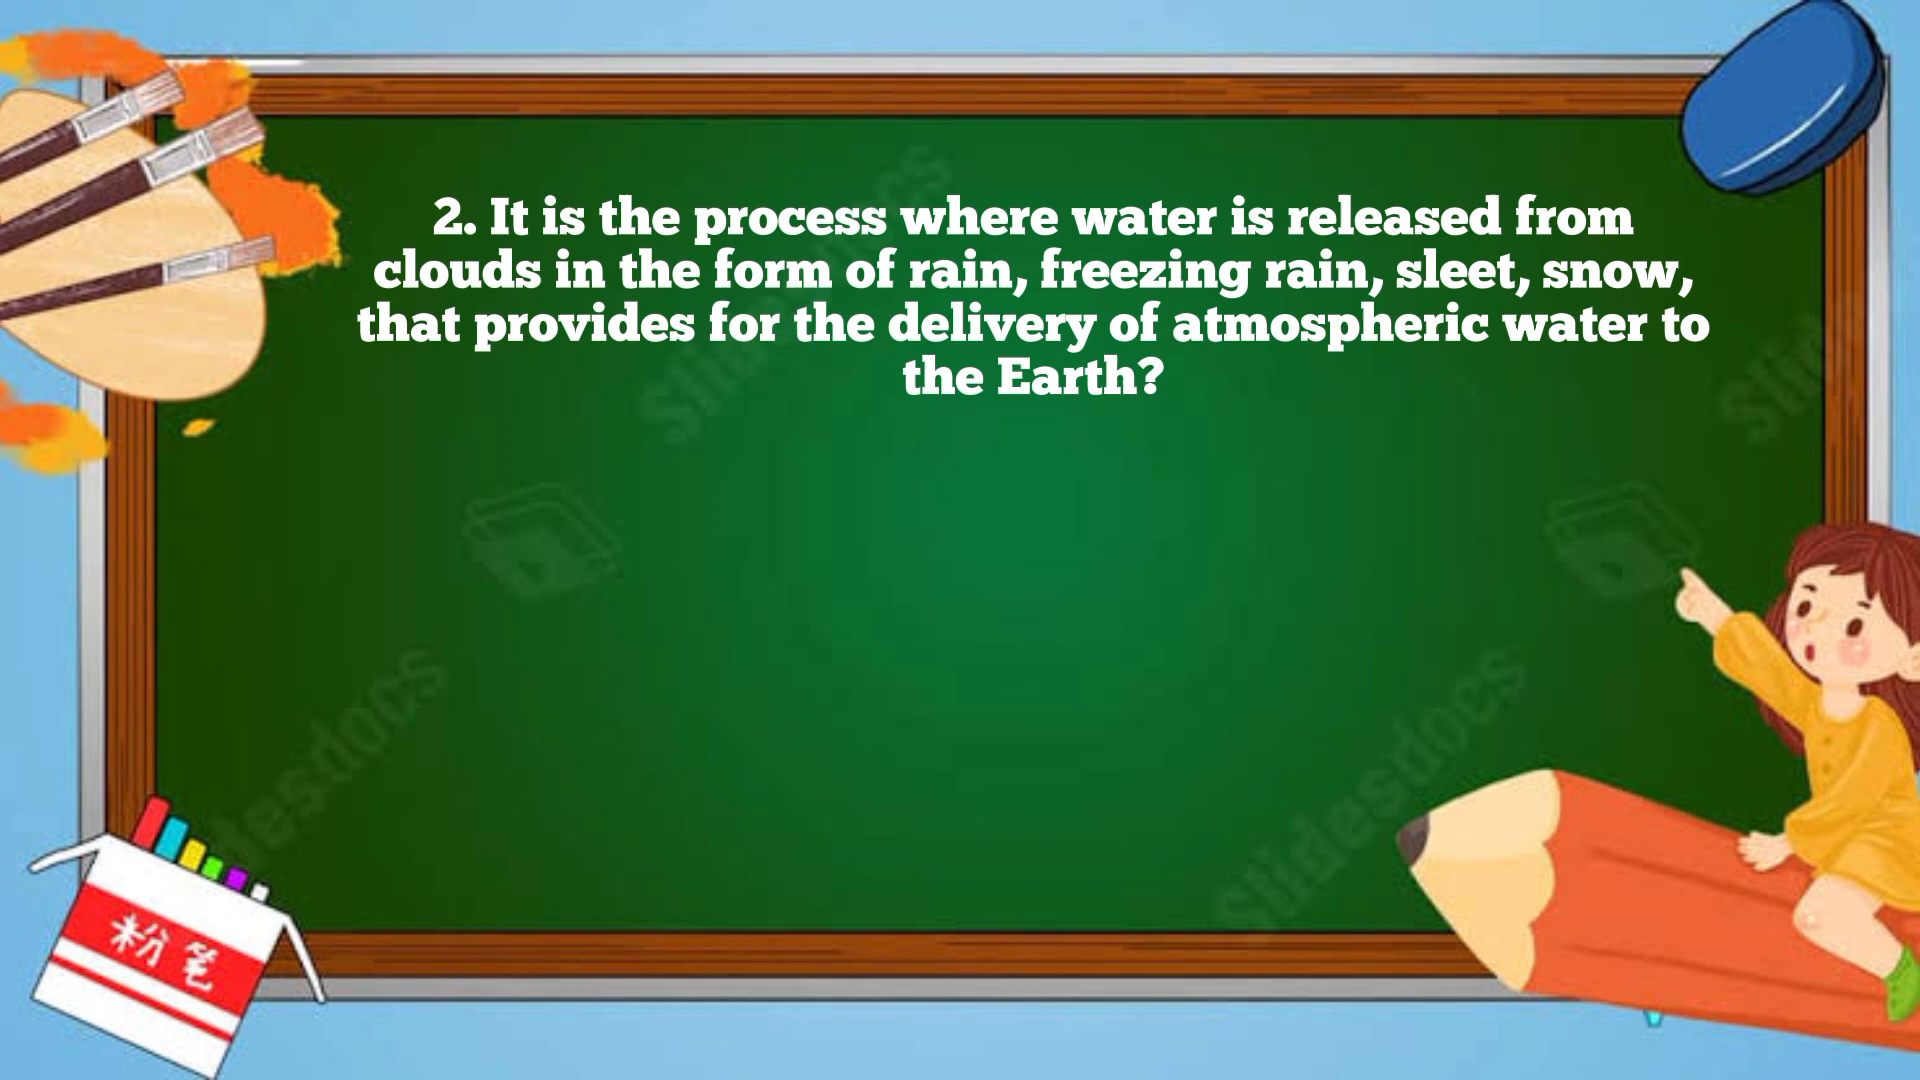 2. It is the process where water is released from
clouds in the form of rain, freezing rain, sleet, snow,
that provides for the delivery of atmospheric water to
the Earth?
Slidesdocs
粉笔